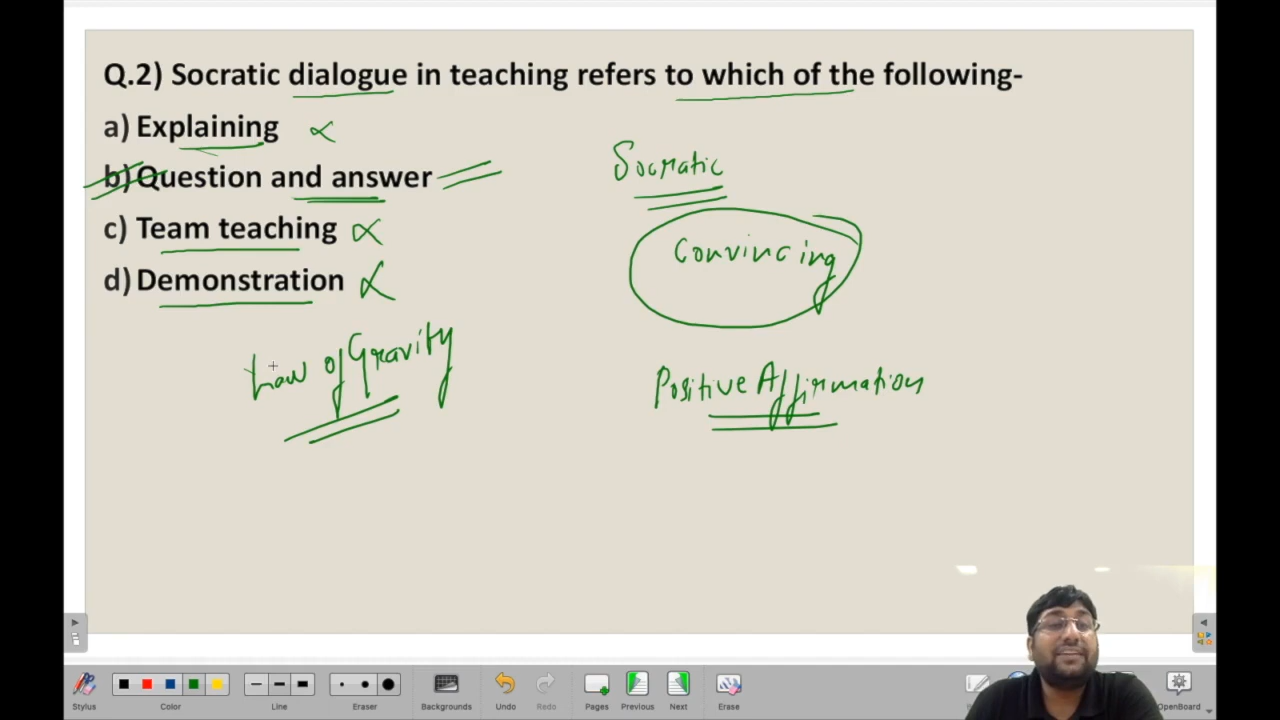 Q.2) Socratic dialogue in teaching refers to which of the following-
a) Explaining
b) Question and answer
c) Team teaching
d) Demonstration
Socratic
Convincing
Law of Gravity
Positive Affirmation
Stylus
Color
Line
Eraser
Backgrounds
Undo
Redo
Pages
Previous
Next
Erase
OpenBoard